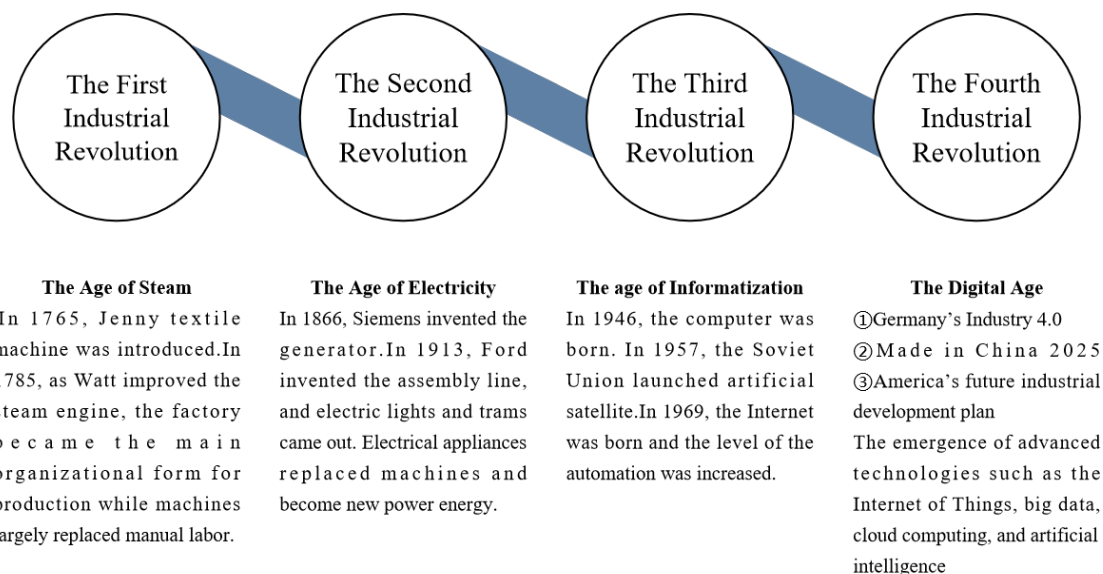 The First
Industrial
Revolution
The Second
Industrial
Revolution
The Third
Industrial
Revolution
The Fourth
Industrial
Revolution
The Age of Steam
In 1765, Jenny textile
machine was introduced.In
785, as Watt improved the
steam engine, the factory
became the main
organizational form for
production while machines
largely replaced manual labor.
The Age of Electricity
In 1866, Siemens invented the
generator.In 1913, Ford
invented the assembly line,
and electric lights and trams
came out. Electrical appliances
replaced machines and
become new power energy.
The age of Informatization
In 1946, the computer was
born. In 1957, the Soviet
Union launched artificial
satellite.In 1969, the Internet
was born and the level of the
automation was increased.
The Digital Age
①Germany’s Industry 4.0
②Made in China 2025
③America’s future industrial
development plan
The emergence of advanced
technologies such as the
Internet of Things, big data,
cloud computing, and artificial
intelligence